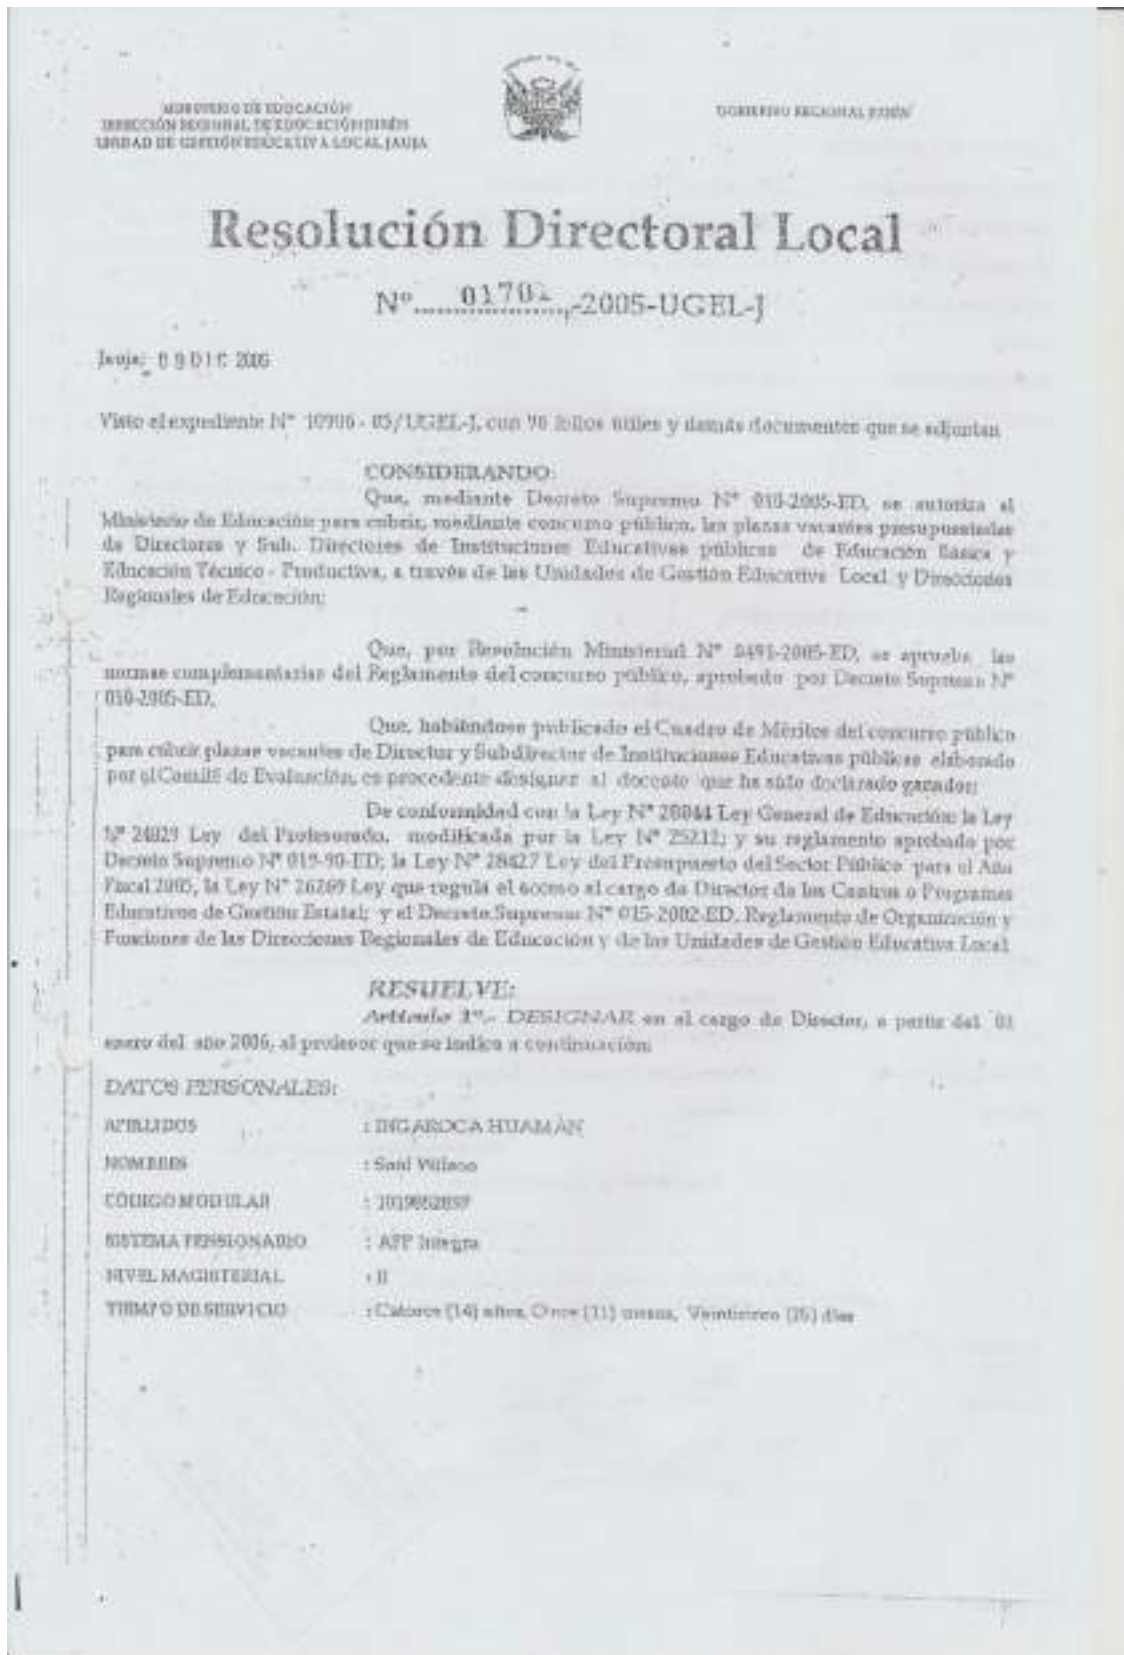 MINISTERIO DE EDUCACIÓN
DIRECCIÓN REGIONAL DE EDUCACIÓN JUNÍN
UNIDAD DE GESTIÓN EDUCATIVA LOCAL JAUJA
GOBIERNO REGIONAL JUNÍN
Resolución Directoral Local
Nº ..................-2005-UGEL-J
Jauja, 09 DIC 2005
Visto el expediente N° 10906 - 05/UGEL-J, con 98 folios útiles y demás documentos que se adjuntan
CONSIDERANDO:
Que, mediante Decreto Supremo N° 010-2005-ED, se autoriza al
Ministerio de Educación para cubrir, mediante concurso público, las plazas vacantes presupuestadas
de Directores y Sub. Directores de Instituciones Educativas públicas de Educación Básica y
Educación Técnico - Productiva, a través de las Unidades de Gestión Educativa Local y Direcciones
Regionales de Educación;
Que, por Resolución Ministerial N° 0491-2005-ED, se aprueba las
normas complementarias del Reglamento del concurso público, aprobado por Decreto Supremo N°
010-2005-ED,
Que, habiéndose publicado el Cuadro de Méritos del concurso público
para cubrir plazas vacantes de Director y Subdirector de Instituciones Educativas públicas elaborado
por el Comité de Evaluación, es procedente designar al docente que ha sido declarado ganador;
De conformidad con la Ley N° 28044 Ley General de Educación; la Ley
N° 24029 Ley del Profesorado, modificada por la Ley N° 25212; y su reglamento aprobado por
Decreto Supremo N° 019-90-ED; la Ley N° 28427 Ley del Presupuesto del Sector Público para el Año
Fiscal 2005, la Ley N° 26269 Ley que regula el acceso al cargo de Director de los Centros o Programas
Educativos de Gestión Estatal; y el Decreto Supremo N° 015-2002-ED, Reglamento de Organización y
Funciones de las Direcciones Regionales de Educación y de las Unidades de Gestión Educativa Local
RESUELVE:
Artículo 1º.- DESIGNAR en el cargo de Director, a partir del 01
enero del año 2006, al profesor que se indica a continuación:
DATOS PERSONALES:
APELLIDOS : INGAROCA HUAMÁN
NOMBRES : Saúl Wilson
CÓDIGO MODULAR :
SISTEMA PENSIONARIO : AFP Integra
NIVEL MAGISTERIAL : II
TIEMPO DE SERVICIO : Catorce (14) años, Once (11) meses, Veinticinco (25) días